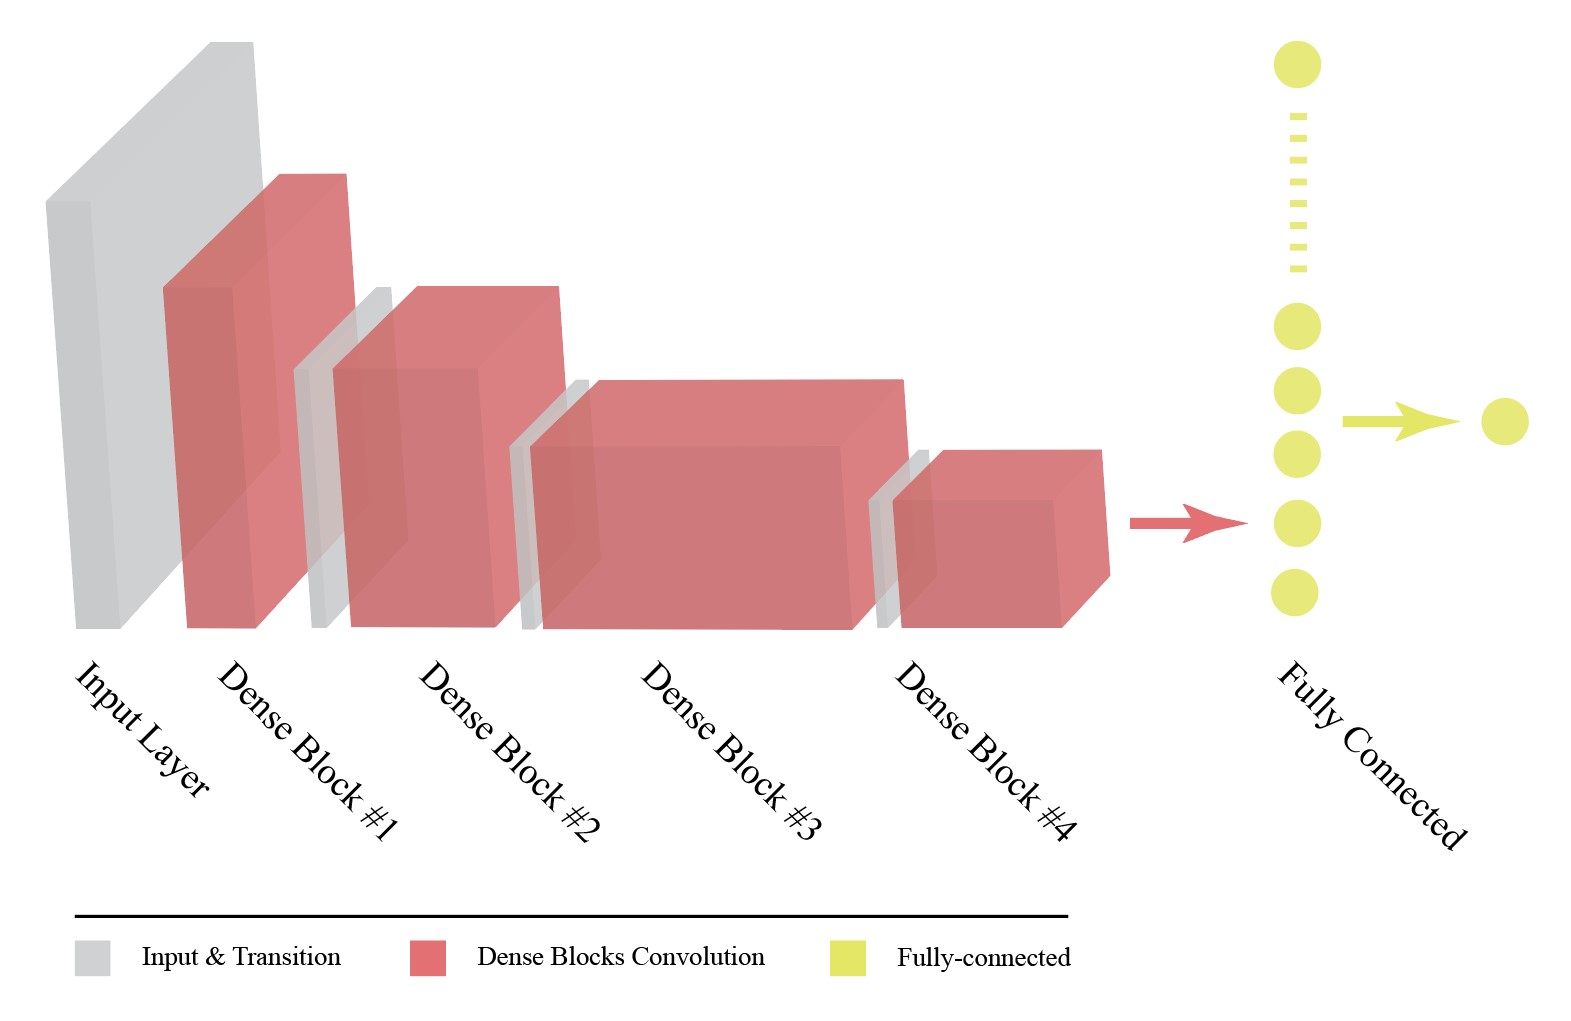 Input Layer
Dense Block #1
Dense Block #2
Dense Block #3
Dense Block #4
Fully Connected
Input & Transition
Dense Blocks Convolution
Fully-connected